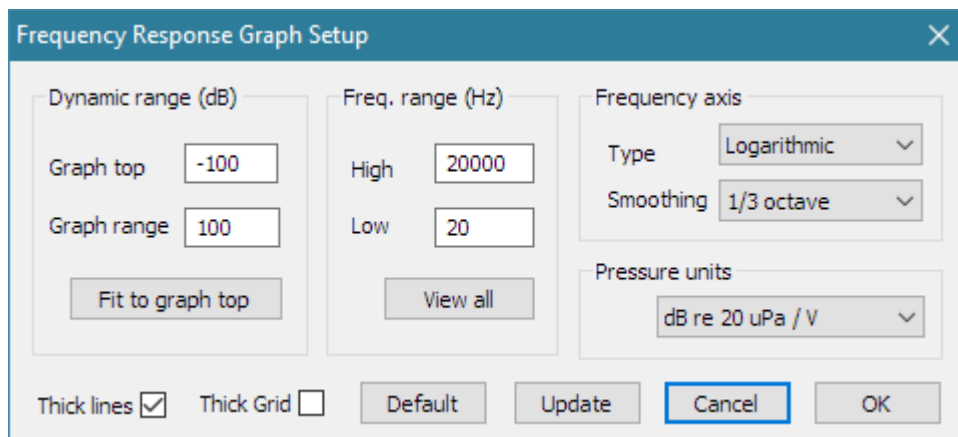 Frequency Response Graph Setup
Dynamic range (dB)
Graph top -100
Graph range 100
Fit to graph top
Freq. range (Hz)
High 20000
Low 20
View all
Frequency axis
Type Logarithmic
Smoothing 1/3 octave
Pressure units
dB re 20 uPa / V
Thick lines Thick Grid Default Update Cancel OK